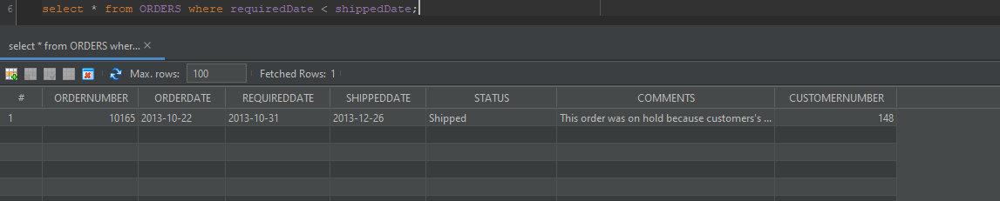 6 select * from ORDERS where requiredDate < shippedDate;
select * from ORDERS wher... ×
Max. rows: 100 Fetched Rows: 1
# ORDERNUMBER ORDERDATE REQUIREDDATE SHIPPEDDATE STATUS COMMENTS CUSTOMERNUMBER
1 10165 2013-10-22 2013-10-31 2013-12-26 Shipped This order was on hold because customers's ... 148